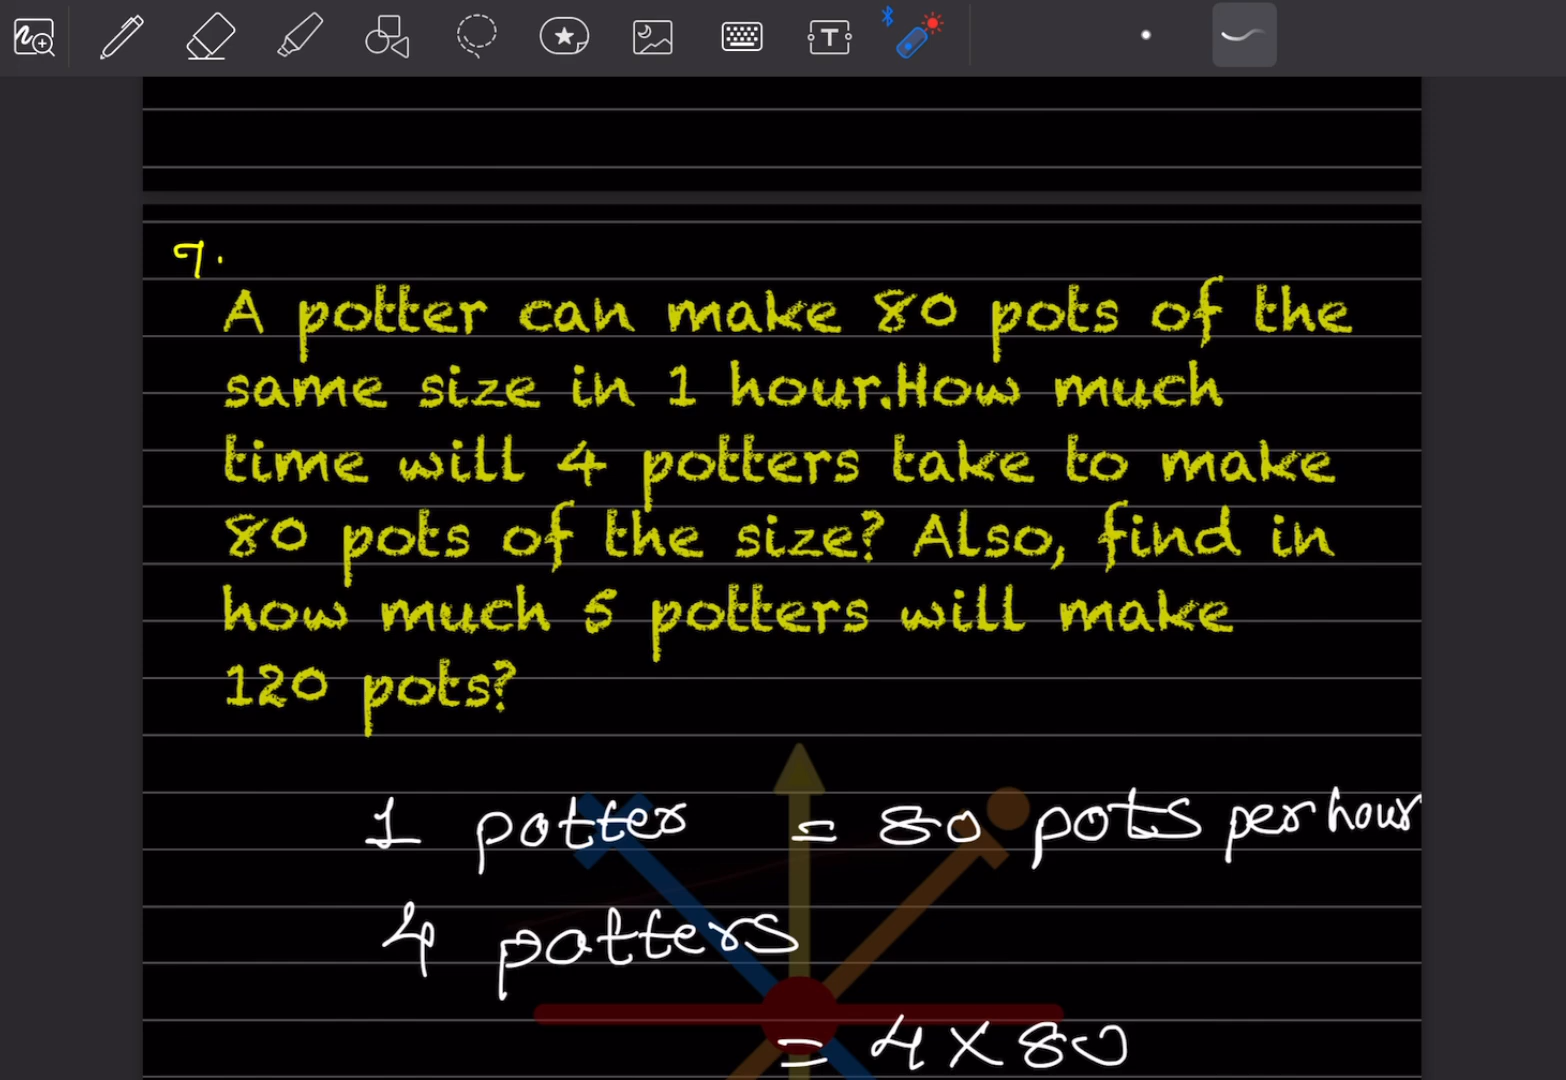 7.
A potter can make 80 pots of the
same size in 1 hour.How much
time will 4 potters take to make
80 pots of the size? Also, find in
how much 5 potters will make
120 pots?
1 potter = 80 pots per hour
4 potters
= 4 X 80